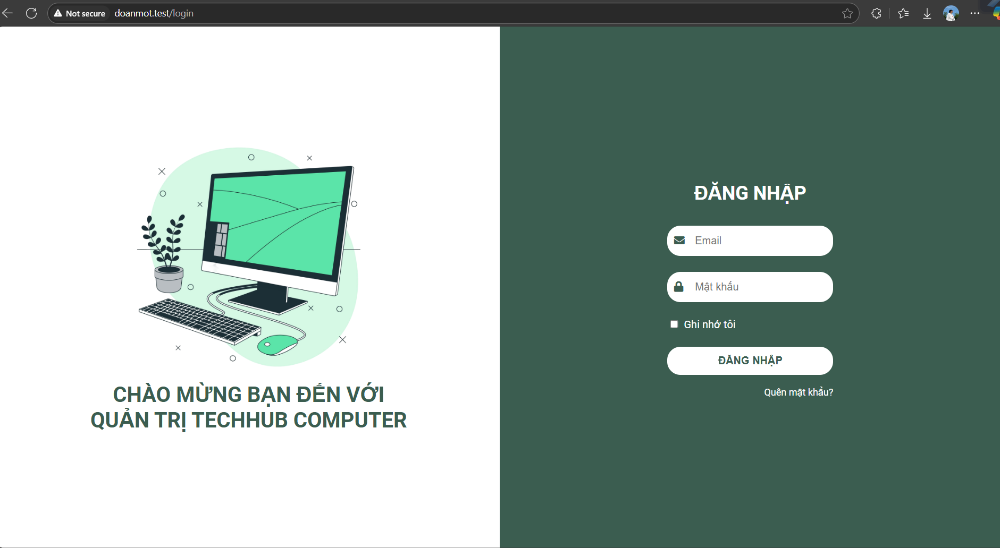 Not secure
doanmot.test/login
CHÀO MỪNG BẠN ĐẾN VỚI
QUẢN TRỊ TECHHUB COMPUTER
ĐĂNG NHẬP
Email
Mật khẩu
Ghi nhớ tôi
ĐĂNG NHẬP
Quên mật khẩu?